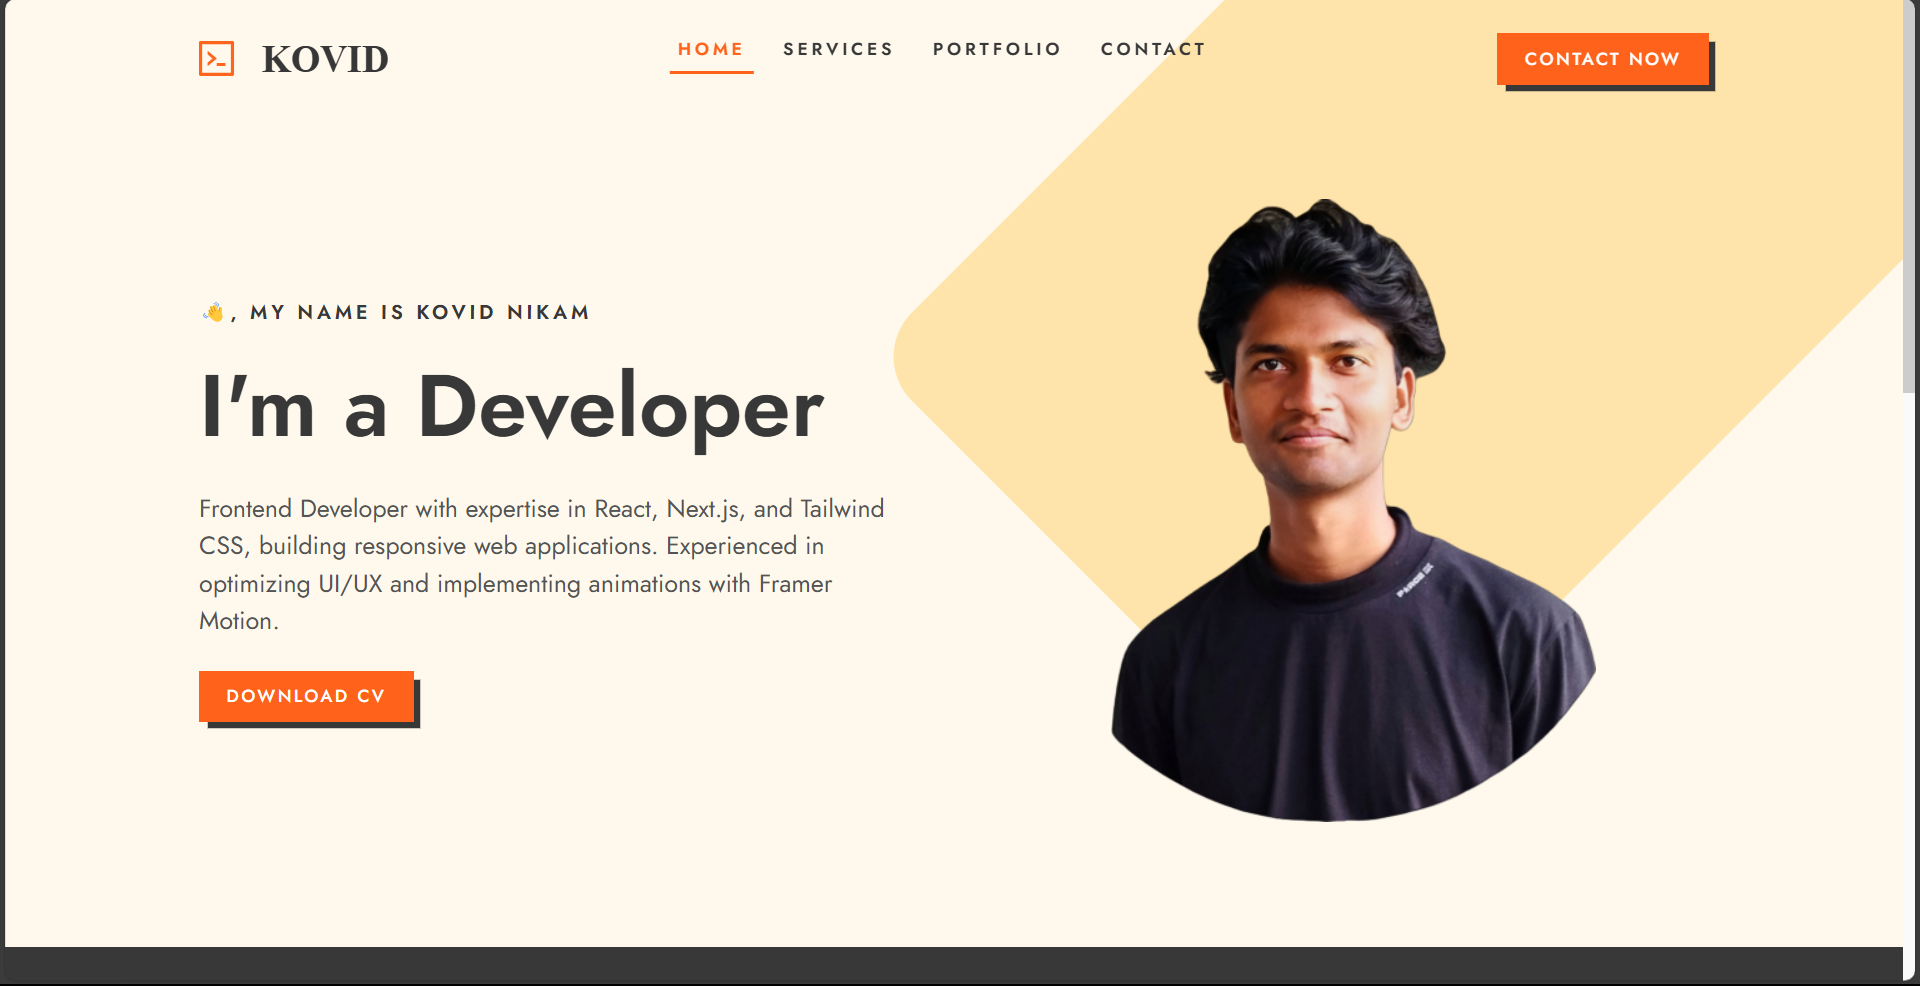 KOVID
HOME SERVICES PORTFOLIO CONTACT
CONTACT NOW
👋, MY NAME IS KOVID NIKAM
I'm a Developer
Frontend Developer with expertise in React, Next.js, and Tailwind
CSS, building responsive web applications. Experienced in
optimizing UI/UX and implementing animations with Framer
Motion.
DOWNLOAD CV